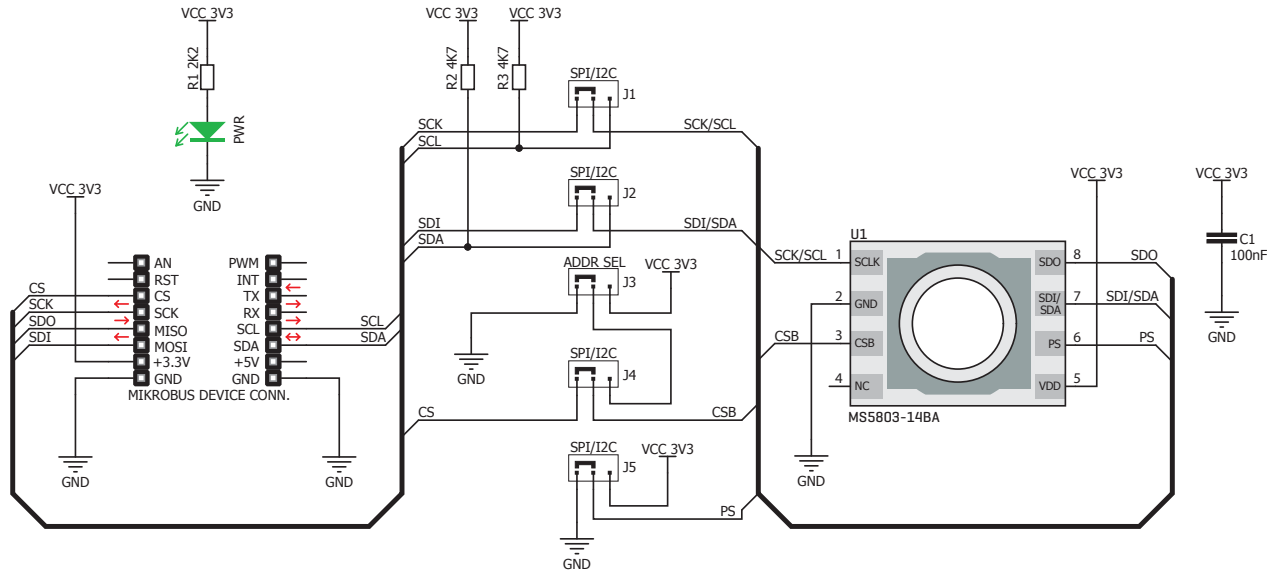 VCC 3V3
VCC 3V3
VCC 3V3
R1 2K2
R2 4K7
R3 4K7
PWR
GND
SPI/I2C
J1
SCK
SCL
SCK/SCL
SPI/I2C
J2
SDI
SDA
SDI/SDA
ADDR SEL
VCC 3V3
J3
GND
SPI/I2C
J4
CS
CSB
SPI/I2C
VCC 3V3
J5
PS
GND
VCC 3V3
AN
PWM
RST
INT
CS
CS
TX
SCK
SCK
RX
SDO
MISO
SCL
SCL
SDI
MOSI
SDA
SDA
+3.3V
+5V
GND
GND
MIKROBUS DEVICE CONN.
GND
GND
VCC 3V3
U1
SCK/SCL
1
SCLK
SDO
8
SDO
2
GND
SDI/
SDA
7
SDI/SDA
CSB
3
CSB
PS
6
PS
4
NC
VDD
5
MS5803-14BA
GND
VCC 3V3
C1
100nF
GND